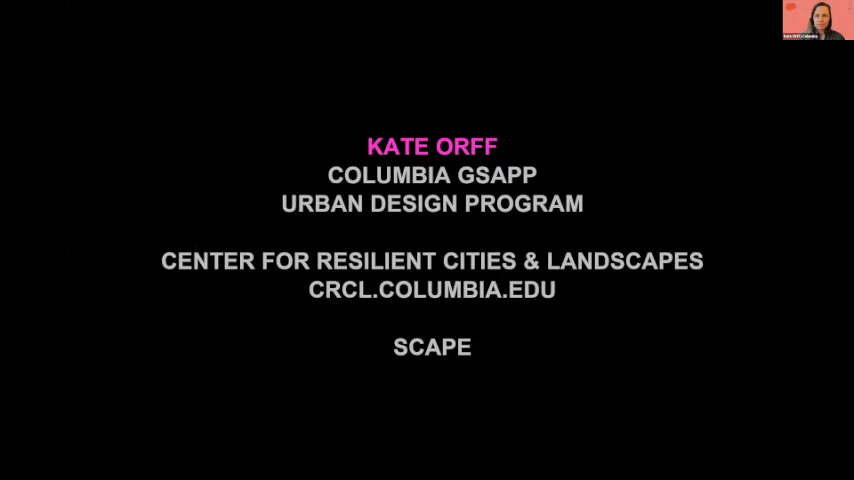 KATE ORFF
COLUMBIA GSAPP
URBAN DESIGN PROGRAM
CENTER FOR RESILIENT CITIES & LANDSCAPES
CRCL.COLUMBIA.EDU
SCAPE